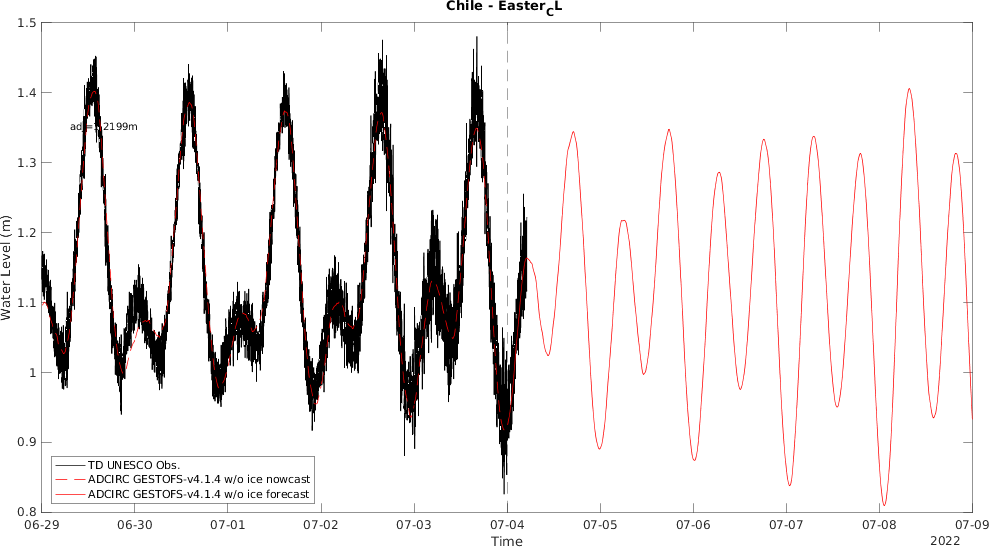 Chile - EasterCL
1.5
1.4
1.3
1.2
1.1
1
0.9
0.8
Water Level (m)
TD UNESCO Obs.
ADCIRC GESTOFS-v4.1.4 w/o ice nowcast
ADCIRC GESTOFS-v4.1.4 w/o ice forecast
06-29 06-30 07-01 07-02 07-03 07-04 07-05 07-06 07-07 07-08 07-09
Time
2022